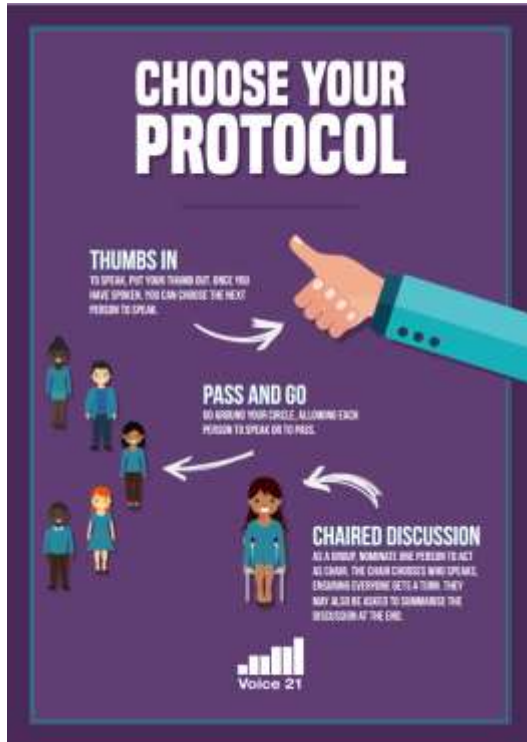 CHOOSE YOUR
PROTOCOL
THUMBS IN
TO SPEAK, PUT YOUR THUMB OUT. ONCE YOU
HAVE SPOKEN, YOU CAN CHOOSE THE NEXT
PERSON TO SPEAK.
PASS AND GO
GO AROUND YOUR CIRCLE, ALLOWING EACH
PERSON TO SPEAK OR TO PASS.
CHAIRED DISCUSSION
AS A GROUP, NOMINATE ONE PERSON TO ACT
AS CHAIR. THE CHAIR CHOOSES WHO SPEAKS,
ENSURING EVERYONE GETS A TURN. THEY
MAY ALSO BE ASKED TO SUMMARISE THE
DISCUSSION AT THE END.
Voice 21